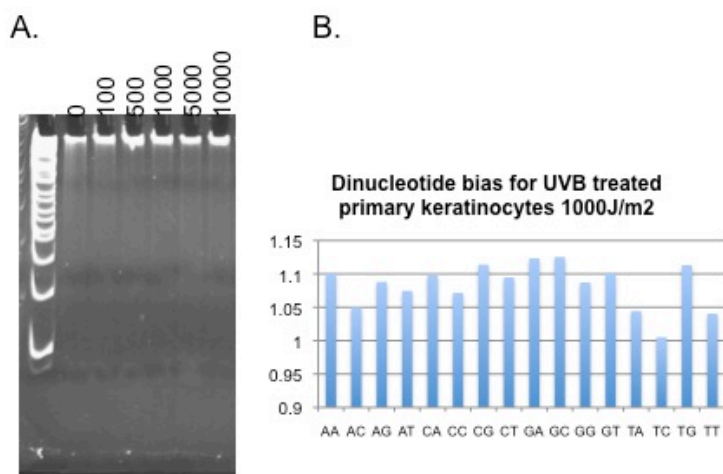 A.
B.
0
100
500
1000
5000
10000
Dinucleotide bias for UVB treated
primary keratinocytes 1000J/m2
1.15
1.1
1.05
1
0.95
0.9
AA AC AG AT CA CC CG CT GA GC GG GT TA TC TG TT